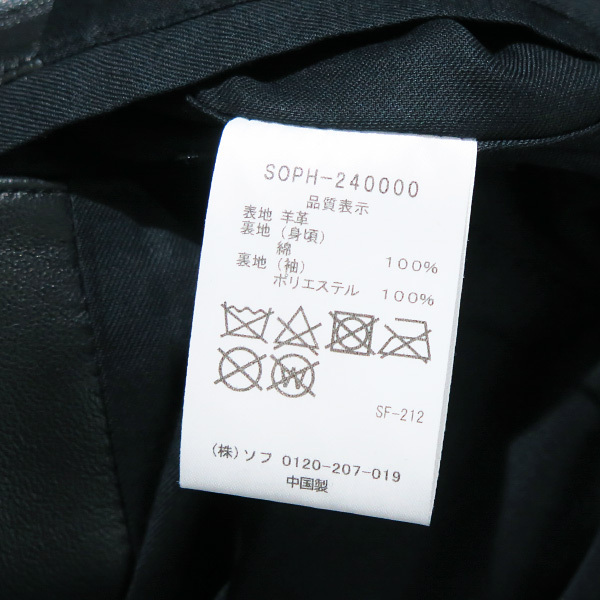 SOPH-240000
品質表示
表地 羊革
裏地（身頃）
綿 100%
裏地（袖）
ポリエステル 100%
W
SF-212
(株)ソフ 0120-207-019
中国製